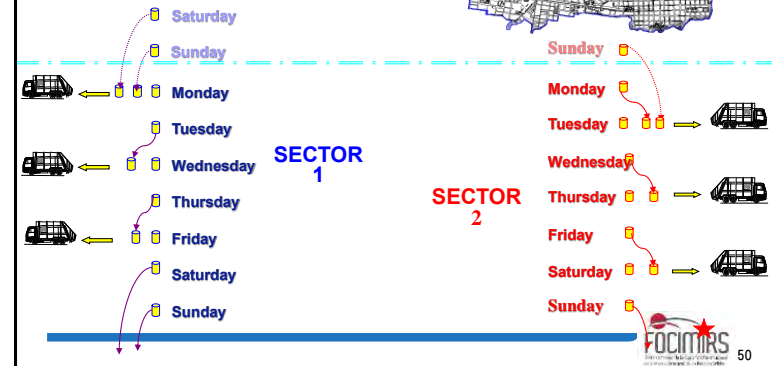 Saturday
Sunday
Monday
Tuesday
Wednesday
Thursday
Friday
Saturday
Sunday
SECTOR
1
SECTOR
2
Sunday
Monday
Tuesday
Wednesday
Thursday
Friday
Saturday
Sunday
FOCIMIRS
50